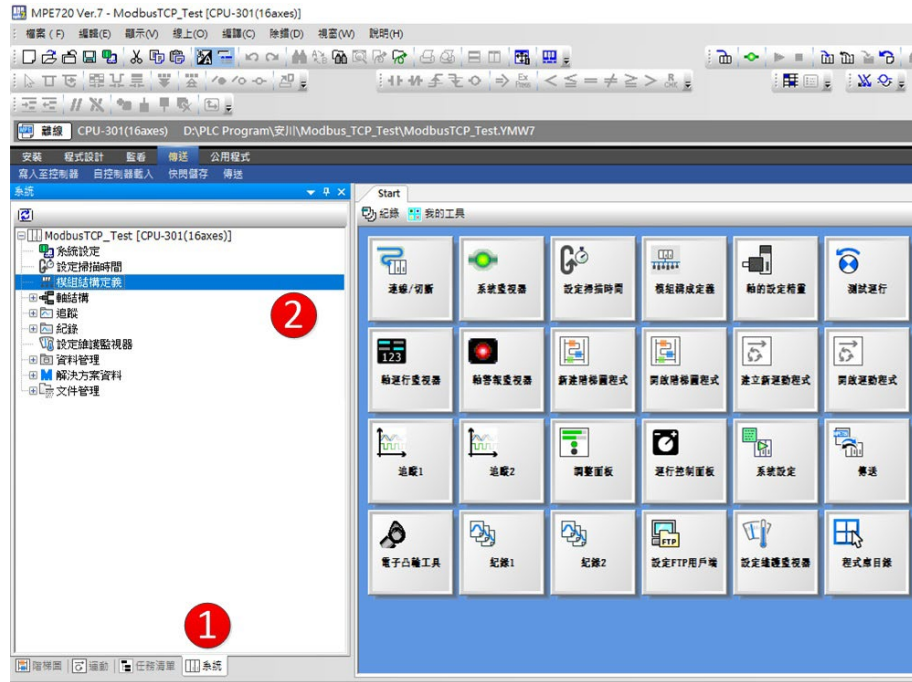 MPE720 Ver.7 - ModbusTCP_Test [CPU-301(16axes)]
檔案(F) 編輯(E) 顯示(V) 線上(O) 編譯(C) 除錯(D) 視窗(W) 說明(H)
離線 CPU-301(16axes) D:\PLC Program\安川\Modbus_TCP_Test\ModbusTCP_Test.YMW7
安裝 程式設計 監看 傳送 公用程式
寫入至控制器 自控制器載入 快閃儲存 傳送
系統
Start
紀錄 我的工具
ModbusTCP_Test [CPU-301(16axes)]
系統設定
設定掃描時間
模組結構定義
軸結構
追蹤
紀錄
設定維護監視器
資料管理
解決方案資料
文件管理
2
連線/切斷 系統監視器 設定掃描時間 模組構成定義 軸的設定精靈 測試運行
123
軸運行監視器 軸警報監視器 新建階梯圖程式 開啟階梯圖程式 建立新運動程式 開啟運動程式
追蹤1 追蹤2 調整面板 運行控制面板 系統設定 傳送
FTP
電子凸輪工具 紀錄1 紀錄2 設定FTP用戶端 設定維護監視器 程式庫目錄
1
階梯圖 運動 任務清單 系統